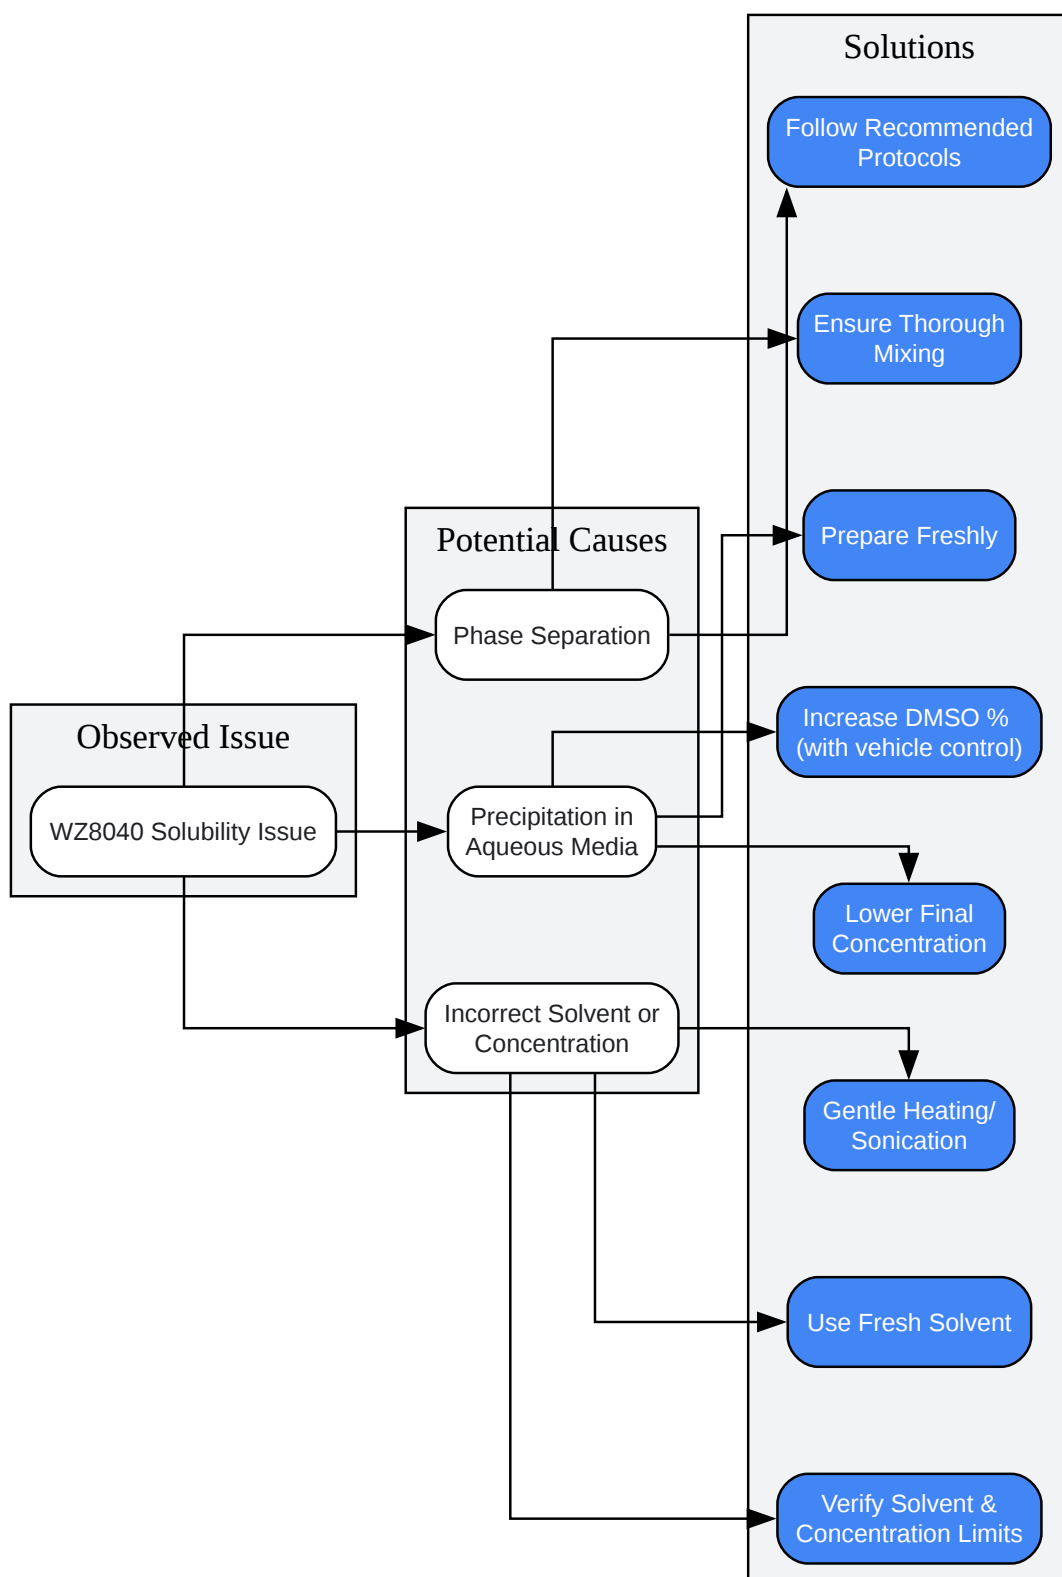 Solutions
Follow Recommended
Protocols
Ensure Thorough
Mixing
Potential Causes
Prepare Freshly
Phase Separation
Observed Issue
Increase DMSO %
(with vehicle control)
WZ8040 Solubility Issue
Precipitation in
Aqueous Media
Lower Final
Concentration
Incorrect Solvent or
Concentration
Gentle Heating/
Sonication
Use Fresh Solvent
Verify Solvent &
Concentration Limits